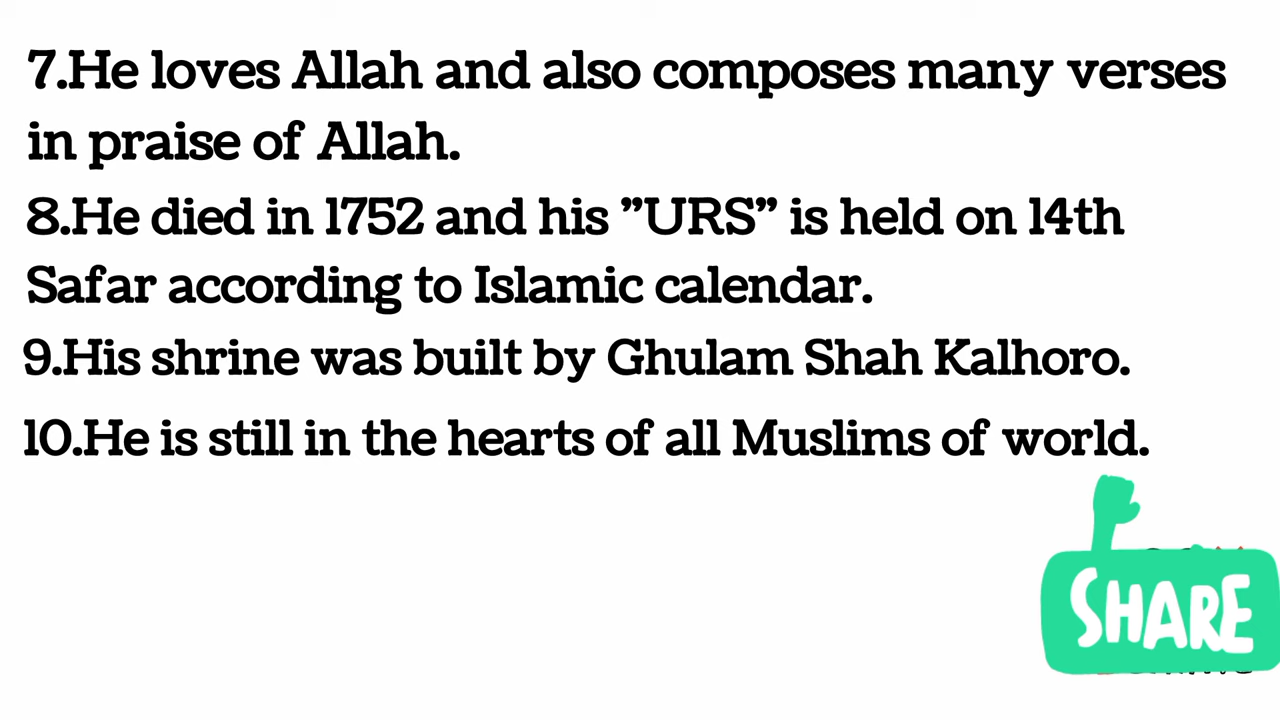 7.He loves Allah and also composes many verses
in praise of Allah.
8.He died in 1752 and his ”URS” is held on 14th
Safar according to Islamic calendar.
9.His shrine was built by Ghulam Shah Kalhoro.
10.He is still in the hearts of all Muslims of world.
SHARE